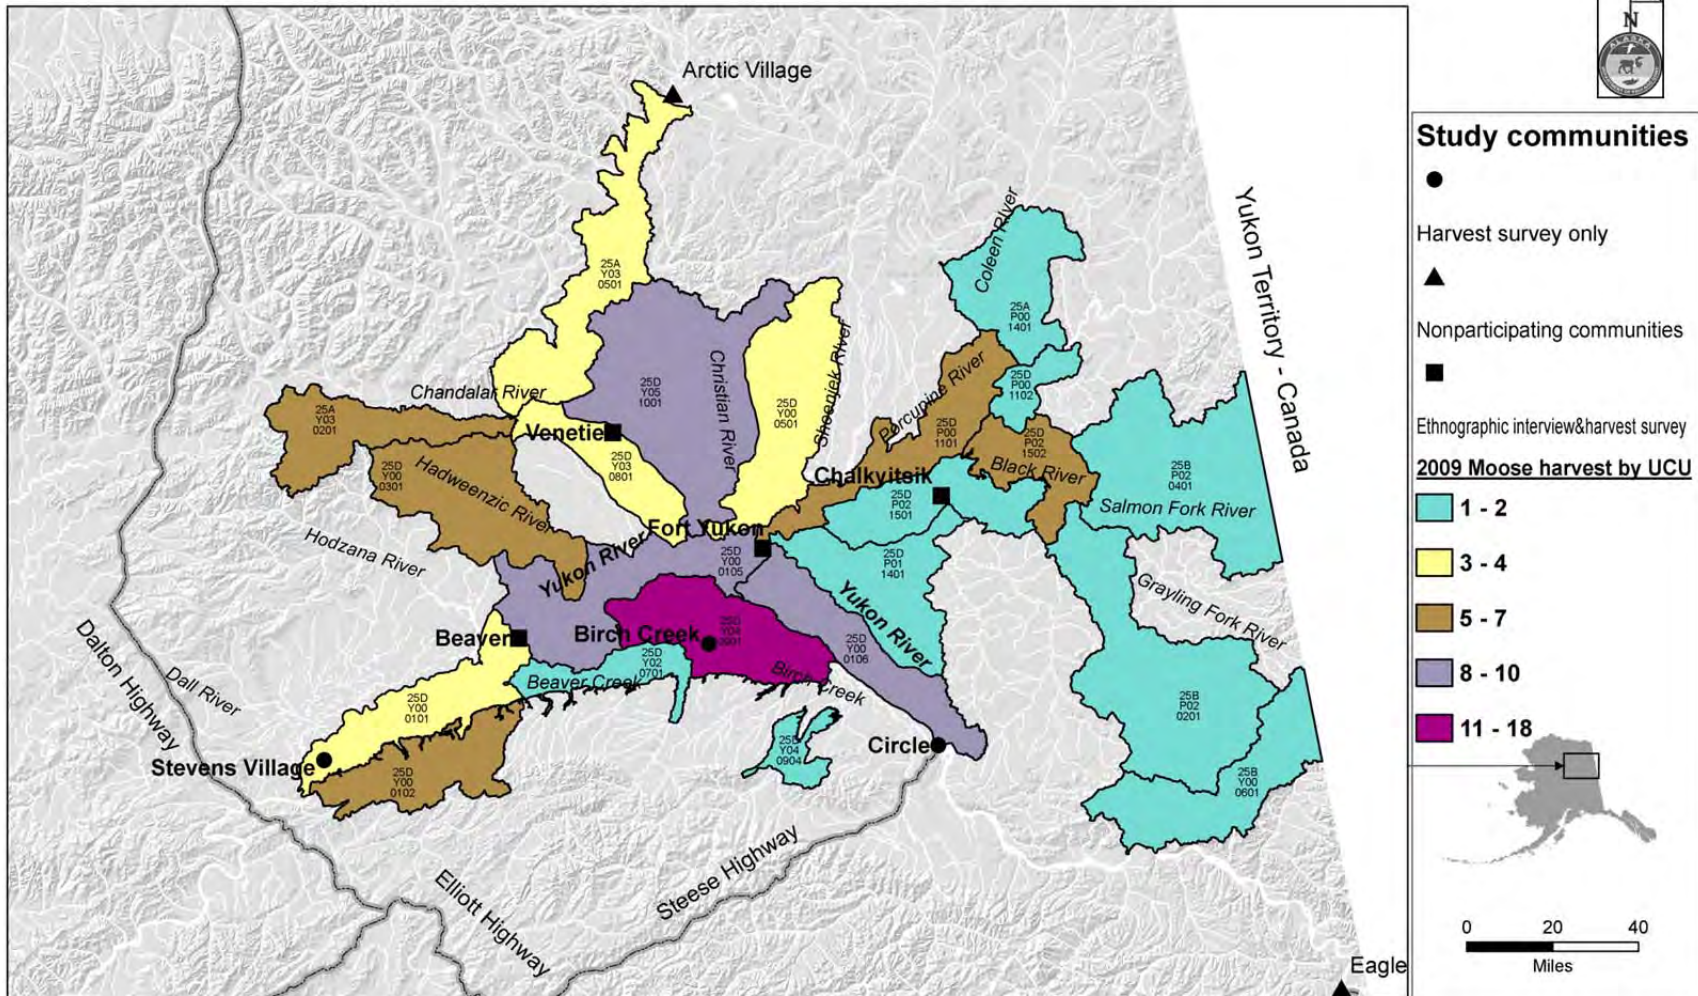 Arctic Village
N
ALASKA
Study communities
Harvest survey only
Nonparticipating communities
Ethnographic interview&harvest survey
2009 Moose harvest by UCU
1 - 2
3 - 4
5 - 7
8 - 10
11 - 18
0 20 40
Miles
Yukon Territory - Canada
Coleen River
25A
Y03
0501
25A
P00
1401
Chandalar River
25D
Y05
1001
Christian River
25D
Y00
0501
Sheenjek River
Porcupine River
25D
P00
1102
25A
Y03
0201
Venetie
25D
Y03
0801
25D
P00
1101
25D
P02
1502
Black River
25B
P02
0401
Salmon Fork River
25D
Y00
0301
Hadweenzic River
Chalkyitsik
25D
P02
1501
Hodzana River
Yukon River
Fort Yukon
25D
Y00
0105
25D
P01
1401
Grayling Fork River
Yukon River
Beaver
Birch Creek
25D
Y04
25D
Y00
0106
Beaver Creek
25D
Y02
0701
Birch Creek
Dall River
Dalton Highway
25D
Y00
0101
25B
P02
0201
Stevens Village
25D
Y00
0102
Y04
0904
Circle
25B
Y00
0601
Steese Highway
Elliott Highway
Eagle